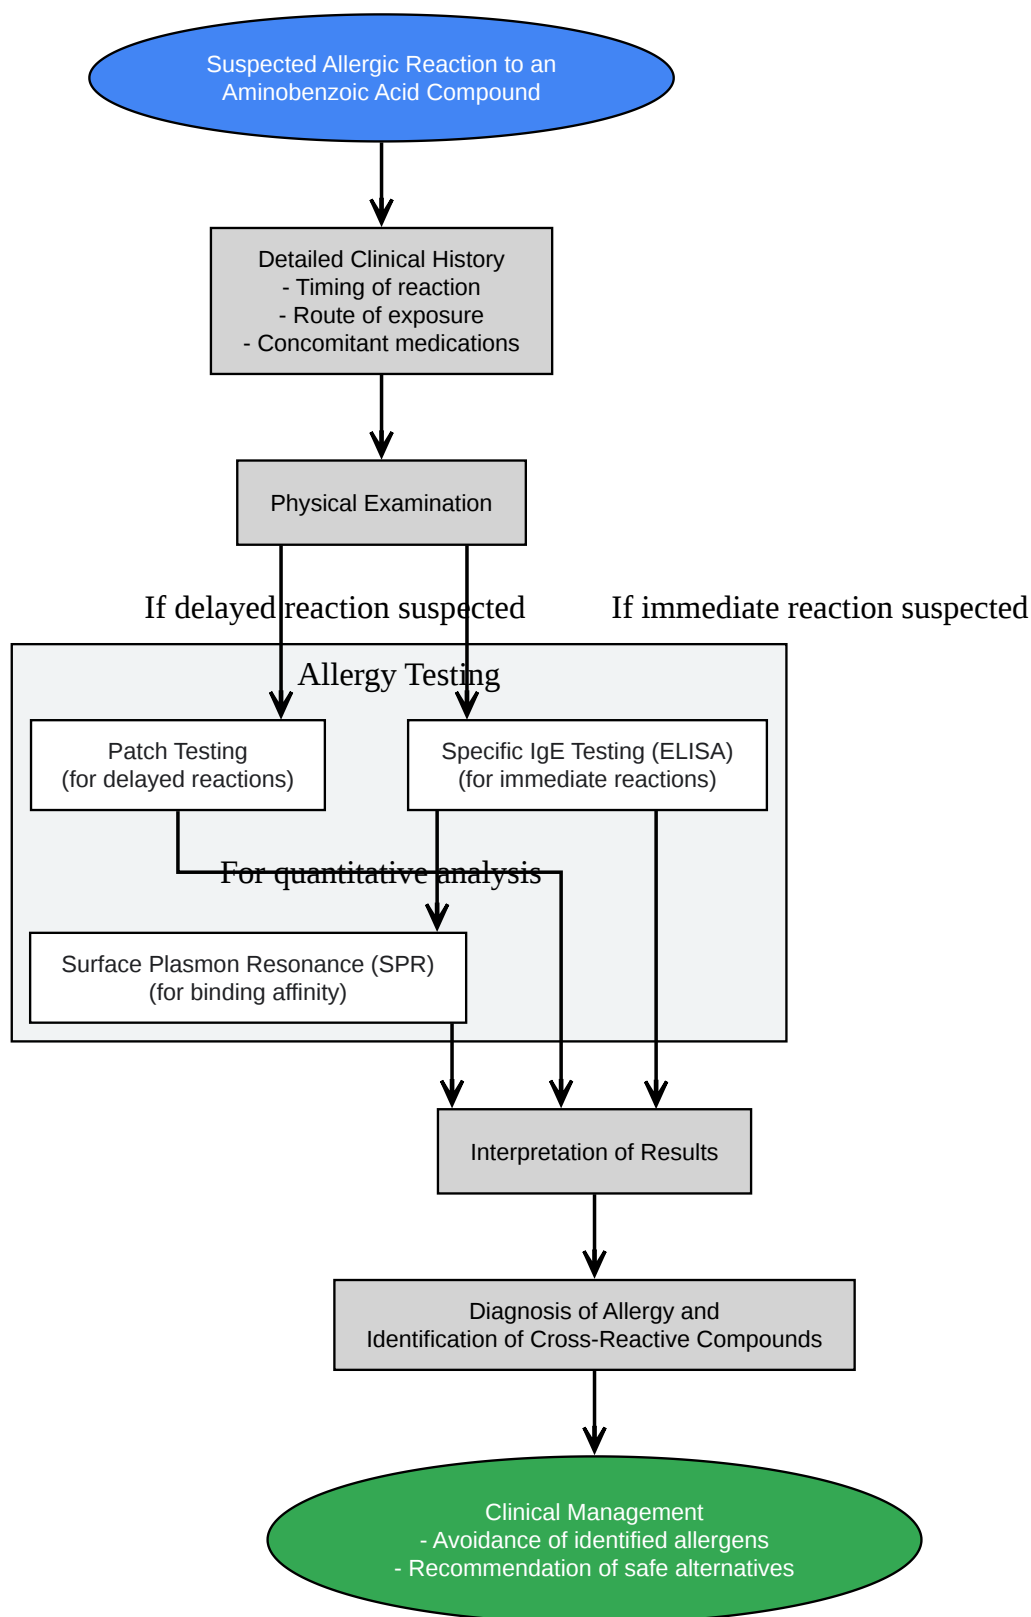 Suspected Allergic Reaction to an
Aminobenzoic Acid Compound
Detailed Clinical History
- Timing of reaction
- Route of exposure
- Concomitant medications
Physical Examination
If delayed reaction suspected
If immediate reaction suspected
Allergy Testing
Patch Testing
(for delayed reactions)
Specific IgE Testing (ELISA)
(for immediate reactions)
For quantitative analysis
Surface Plasmon Resonance (SPR)
(for binding affinity)
Interpretation of Results
Diagnosis of Allergy and
Identification of Cross-Reactive Compounds
Clinical Management
- Avoidance of identified allergens
- Recommendation of safe alternatives